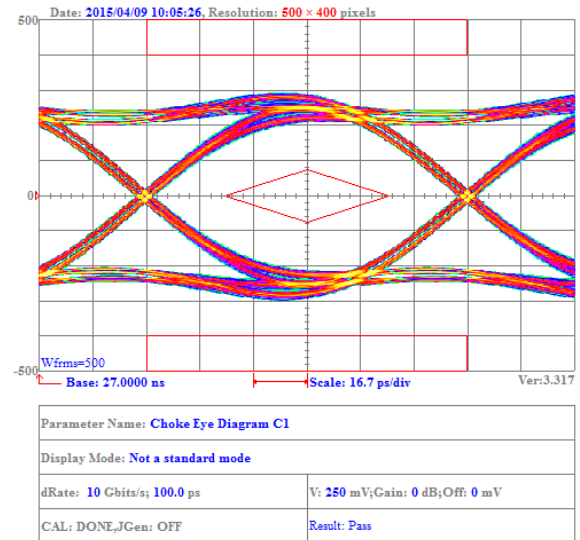 Date: 2015/04/09 10:05:26, Resolution: 500 × 400 pixels
500
0
-500
Wfrms=500
Base: 27.0000 ns Scale: 16.7 ps/div Ver:3.317
Parameter Name: Choke Eye Diagram C1
Display Mode: Not a standard mode
dRate: 10 Gbits/s; 100.0 ps V: 250 mV;Gain: 0 dB;Off: 0 mV
CAL: DONE,JGen: OFF Result: Pass